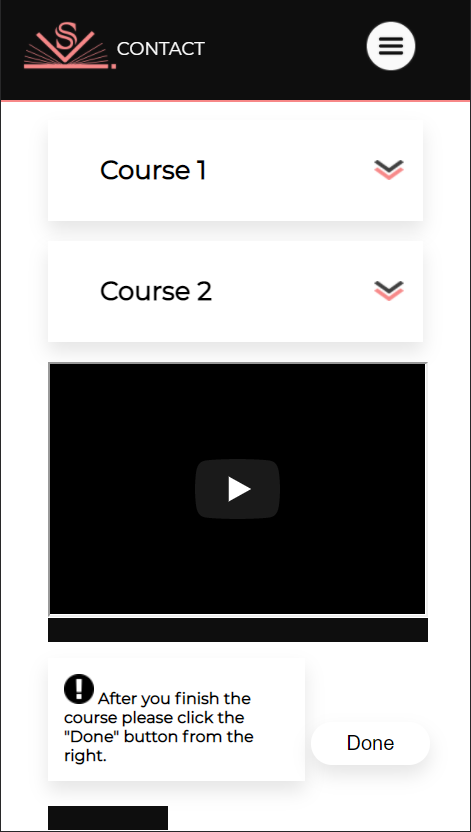 CONTACT
Course 1
Course 2
After you finish the
course please click the
"Done" button from the
right.
Done